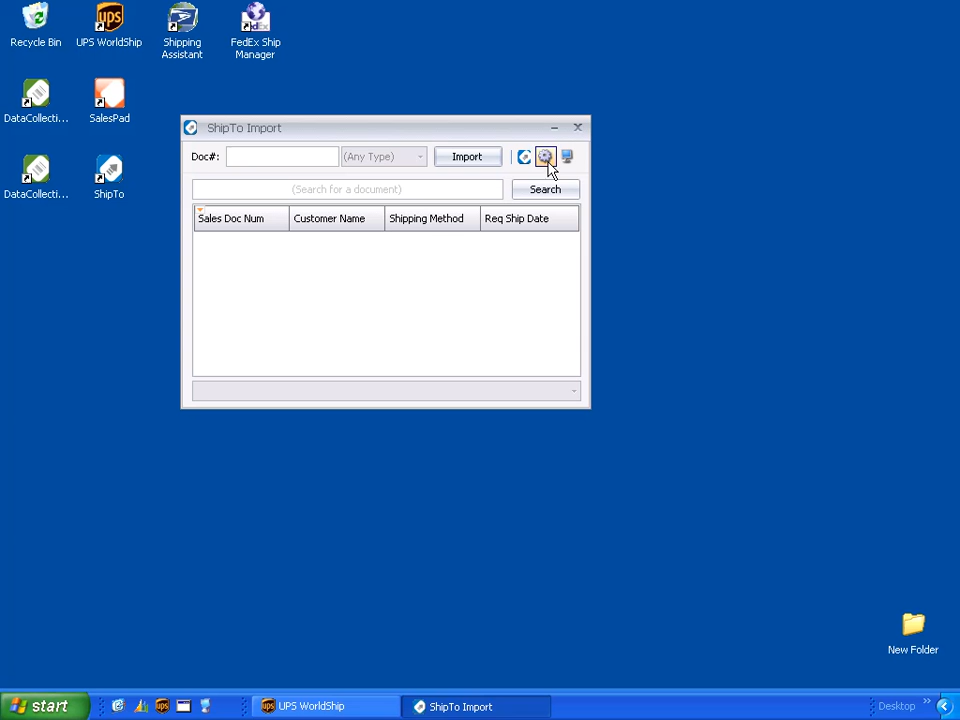 Recycle Bin
UPS WorldShip
Shipping Assistant
FedEx Ship Manager
DataCollecti...
SalesPad
DataCollecti...
ShipTo
ShipTo Import
Doc#:
(Any Type)
Import
(Search for a document)
Search
Sales Doc Num
Customer Name
Shipping Method
Req Ship Date
New Folder
start
UPS WorldShip
ShipTo Import
Desktop